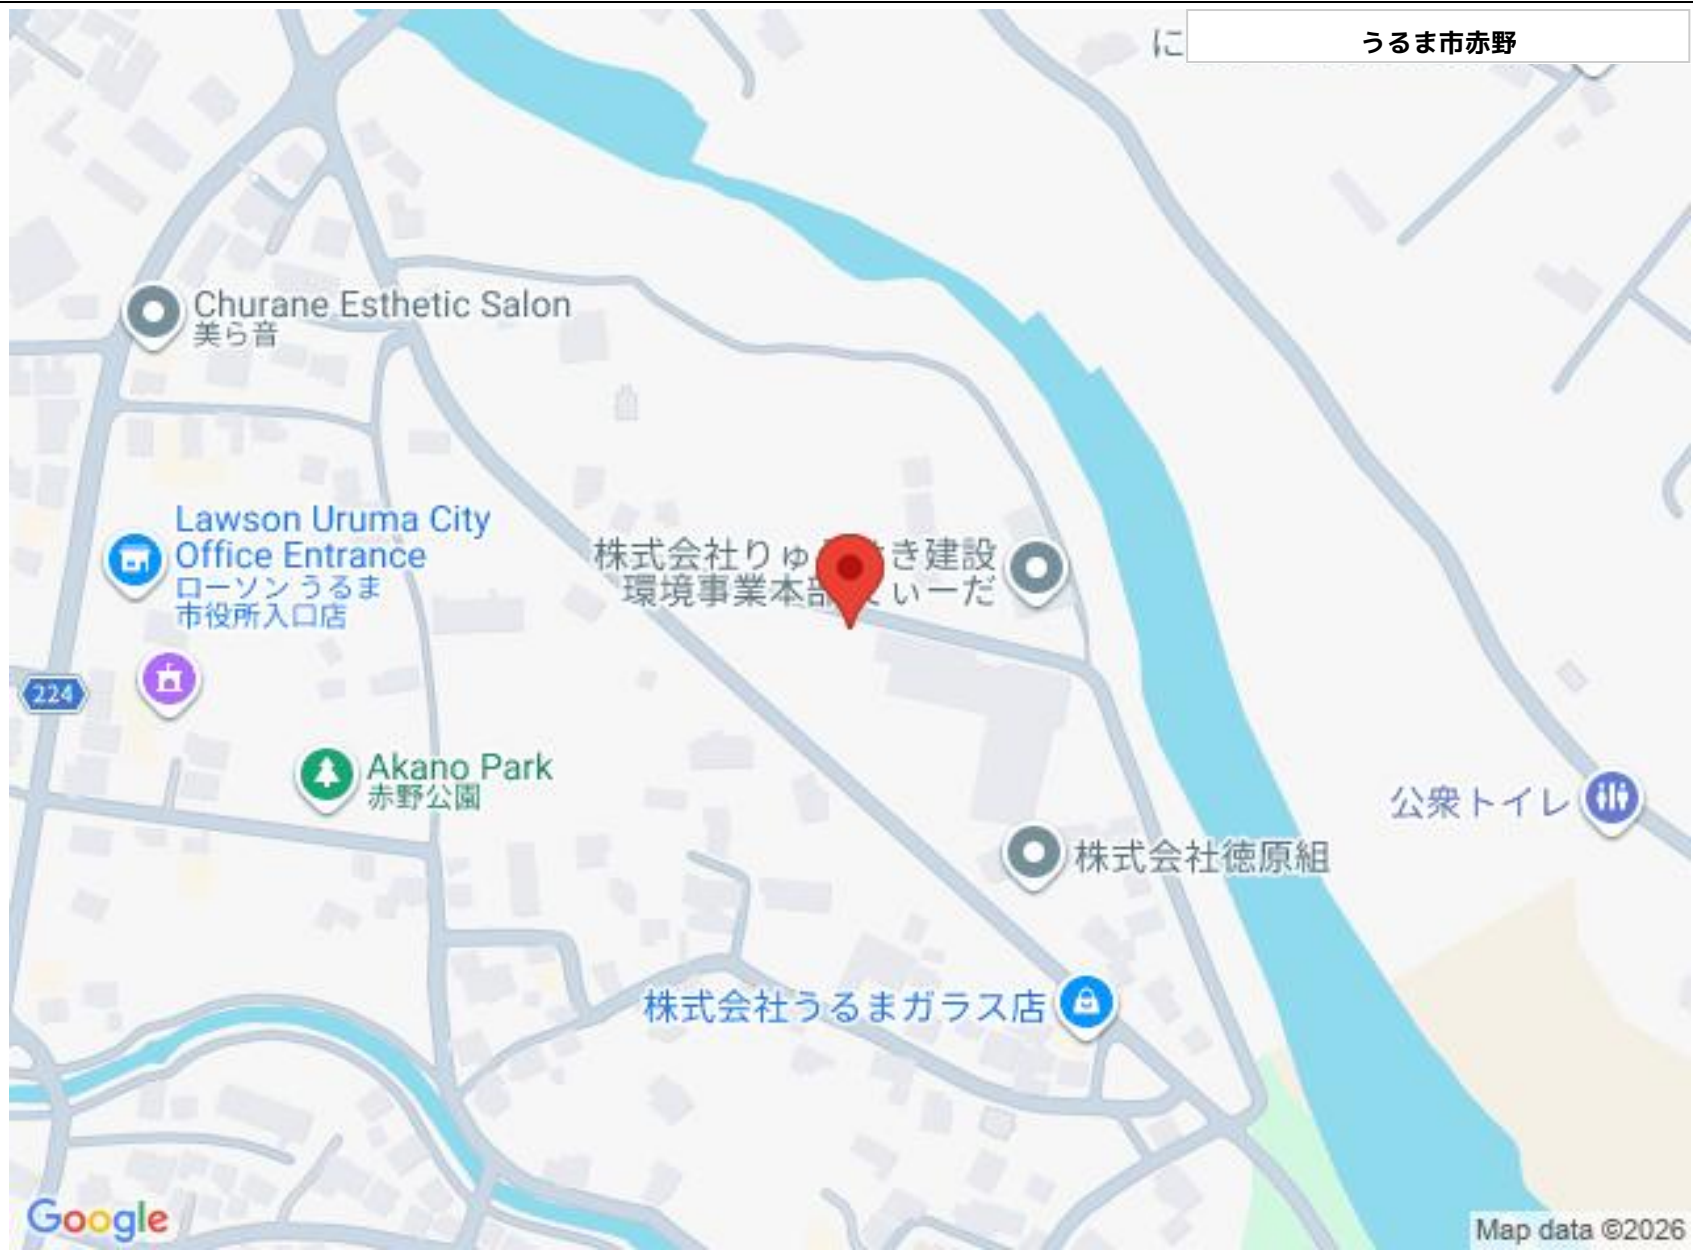 に
うるま市赤野
Churane Esthetic Salon
美ら音
Lawson Uruma City
Office Entrance
ローソン うるま
市役所入口店
株式会社りゅ き建設
環境事業本部 ぃーだ
224
Akano Park
赤野公園
公衆トイレ
株式会社徳原組
株式会社うるまガラス店
Google
Map data ©2026